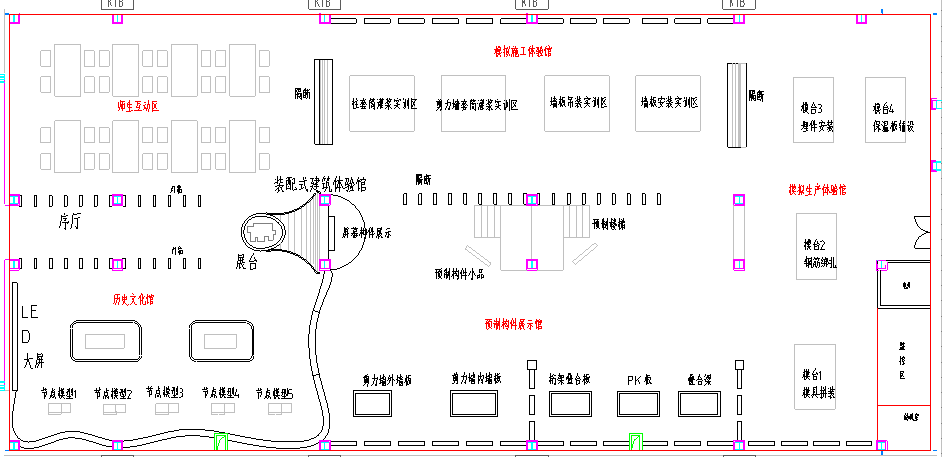 模拟施工体验馆
师生互动区
隔断
柱套筒灌浆实训区
剪力墙套筒灌浆实训区
墙板吊装实训区
墙板安装实训区
隔断
模台3
埋件安装
模台4
保温板铺设
装配式建筑体验馆
隔断
模拟生产体验馆
序厅
屏幕构件展示
预制楼梯
展台
预制构件小品
模台2
钢筋绑扎
历史文化馆
LE
D
大屏
预制构件展示馆
监
控
区
节点模型1
节点模型2
节点模型3
节点模型4
节点模型5
剪力墙外墙板
剪力墙内墙板
桁架叠合板
PK板
叠合梁
模台1
模具拼装